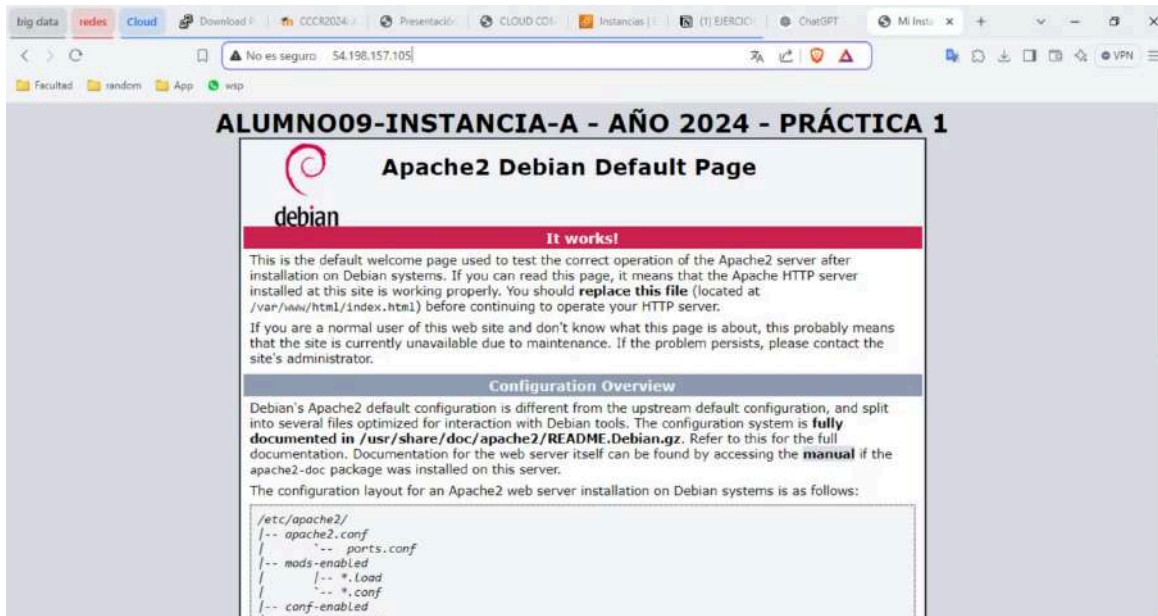 big data redes Cloud Download CCCR2024 Presentació CLOUD CO Instancias | (1) EJERCIC ChatGPT Mi Inst
No es seguro 54.198.157.105 VPN
Facultad random App wsp
ALUMNO09-INSTANCIA-A - AÑO 2024 - PRÁCTICA 1
Apache2 Debian Default Page
debian
It works!
This is the default welcome page used to test the correct operation of the Apache2 server after
installation on Debian systems. If you can read this page, it means that the Apache HTTP server
installed at this site is working properly. You should replace this file (located at
/var/www/html/index.html) before continuing to operate your HTTP server.
If you are a normal user of this web site and don't know what this page is about, this probably means
that the site is currently unavailable due to maintenance. If the problem persists, please contact the
site's administrator.
Configuration Overview
Debian's Apache2 default configuration is different from the upstream default configuration, and split
into several files optimized for interaction with Debian tools. The configuration system is fully
documented in /usr/share/doc/apache2/README.Debian.gz. Refer to this for the full
documentation. Documentation for the web server itself can be found by accessing the manual if the
apache2-doc package was installed on this server.
The configuration layout for an Apache2 web server installation on Debian systems is as follows:
/etc/apache2/
|-- apache2.conf
| `-- ports.conf
|-- mods-enabled
| |-- *.load
| `-- *.conf
|-- conf-enabled